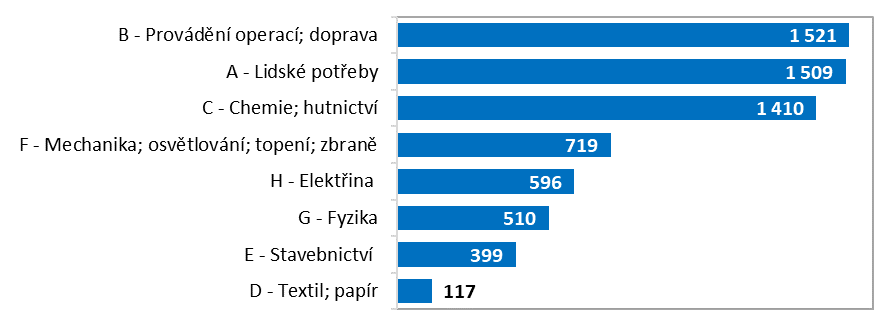 B - Provádění operací; doprava 1 521
A - Lidské potřeby 1 509
C - Chemie; hutnictví 1 410
F - Mechanika; osvětlování; topení; zbraně 719
H - Elektřina 596
G - Fyzika 510
E - Stavebnictví 399
D - Textil; papír 117